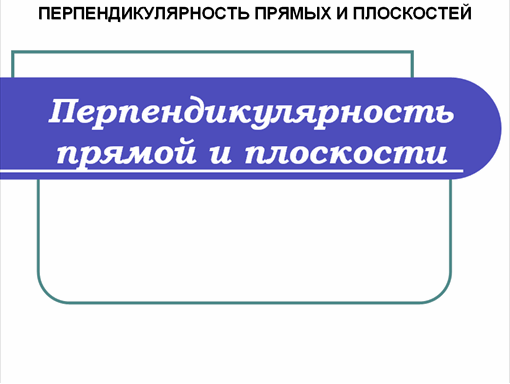 ПЕРПЕНДИКУЛЯРНОСТЬ ПРЯМЫХ И ПЛОСКОСТЕЙ
Перпендикулярность
прямой и плоскости